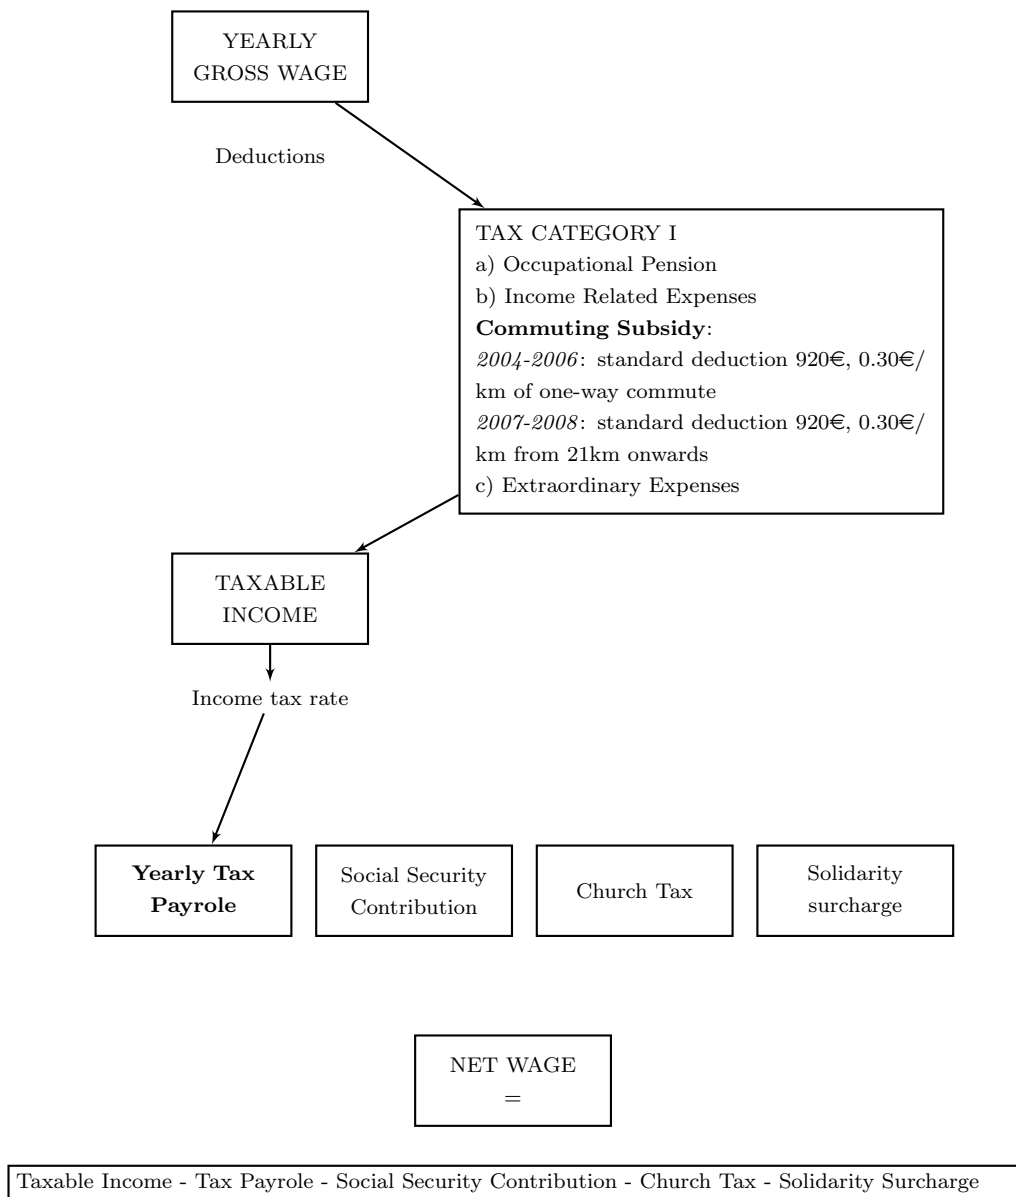 YEARLY
GROSS WAGE
Deductions
TAX CATEGORY I
a) Occupational Pension
b) Income Related Expenses
Commuting Subsidy:
2004-2006: standard deduction 920€, 0.30€/
km of one-way commute
2007-2008: standard deduction 920€, 0.30€/
km from 21km onwards
c) Extraordinary Expenses
TAXABLE
INCOME
Income tax rate
Yearly Tax
Payrole
Social Security
Contribution
Church Tax
Solidarity
surcharge
NET WAGE
=
Taxable Income - Tax Payrole - Social Security Contribution - Church Tax - Solidarity Surcharge